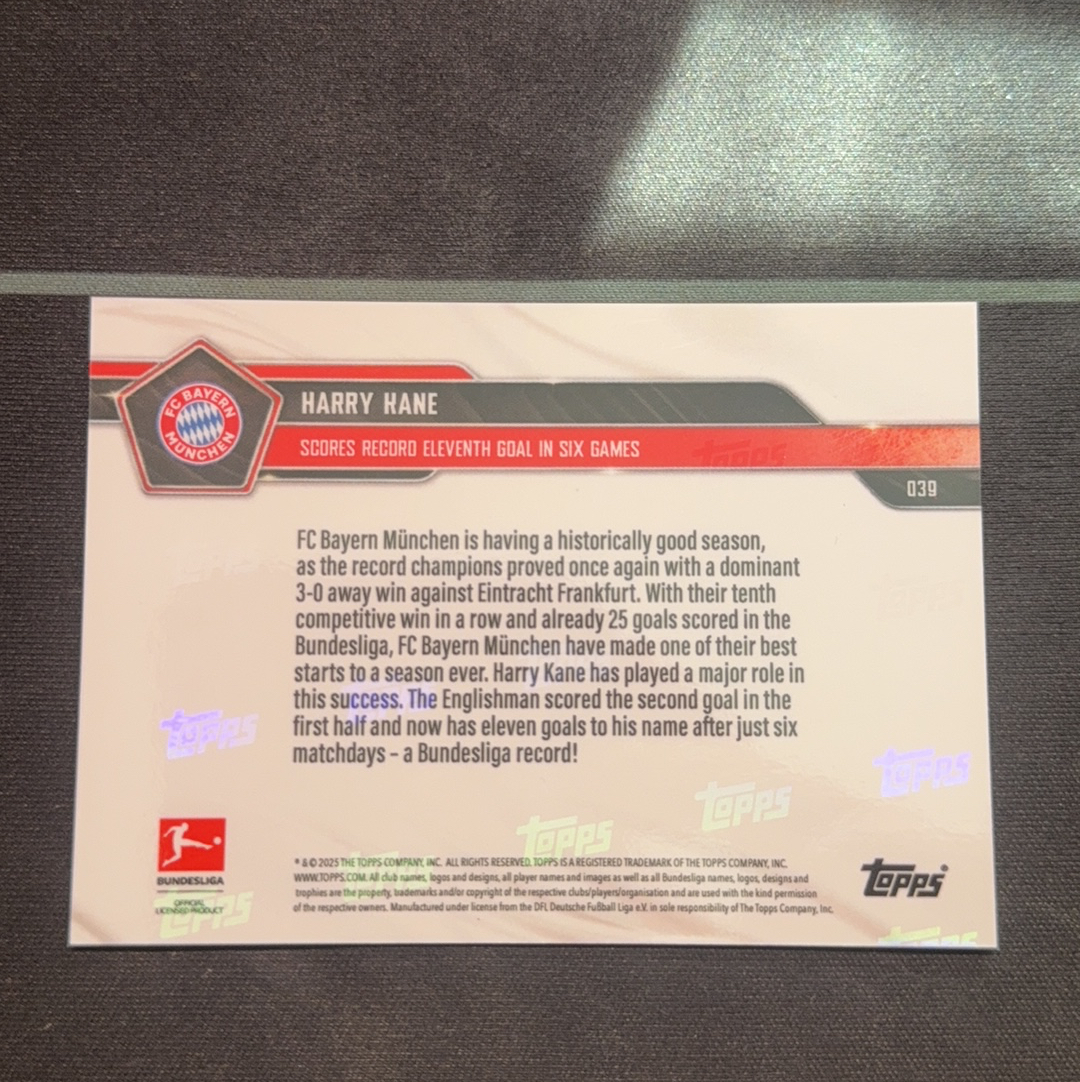 FC BAYERN
MÜNCHEN
HARRY KANE
SCORES RECORD ELEVENTH GOAL IN SIX GAMES
039
FC Bayern München is having a historically good season,
as the record champions proved once again with a dominant
3-0 away win against Eintracht Frankfurt. With their tenth
competitive win in a row and already 25 goals scored in the
Bundesliga, FC Bayern München have made one of their best
starts to a season ever. Harry Kane has played a major role in
this success. The Englishman scored the second goal in the
first half and now has eleven goals to his name after just six
matchdays – a Bundesliga record!
BUNDESLIGA
OFFICIAL
LICENSED PRODUCT
® & © 2025 THE TOPPS COMPANY, INC. ALL RIGHTS RESERVED. TOPPS IS A REGISTERED TRADEMARK OF THE TOPPS COMPANY, INC.
WWW.TOPPS.COM. All club names, logos and designs, all player names and images as well as all Bundesliga names, logos, designs and
trophies are the property, trademarks and/or copyright of the respective clubs/players/organisation and are used with the kind permission
of the respective owners. Manufactured under license from the DFL Deutsche Fußball Liga e.V. in sole responsibility of The Topps Company, Inc.
Topps
Topps
Topps
Topps
Topps
Topps
Topps